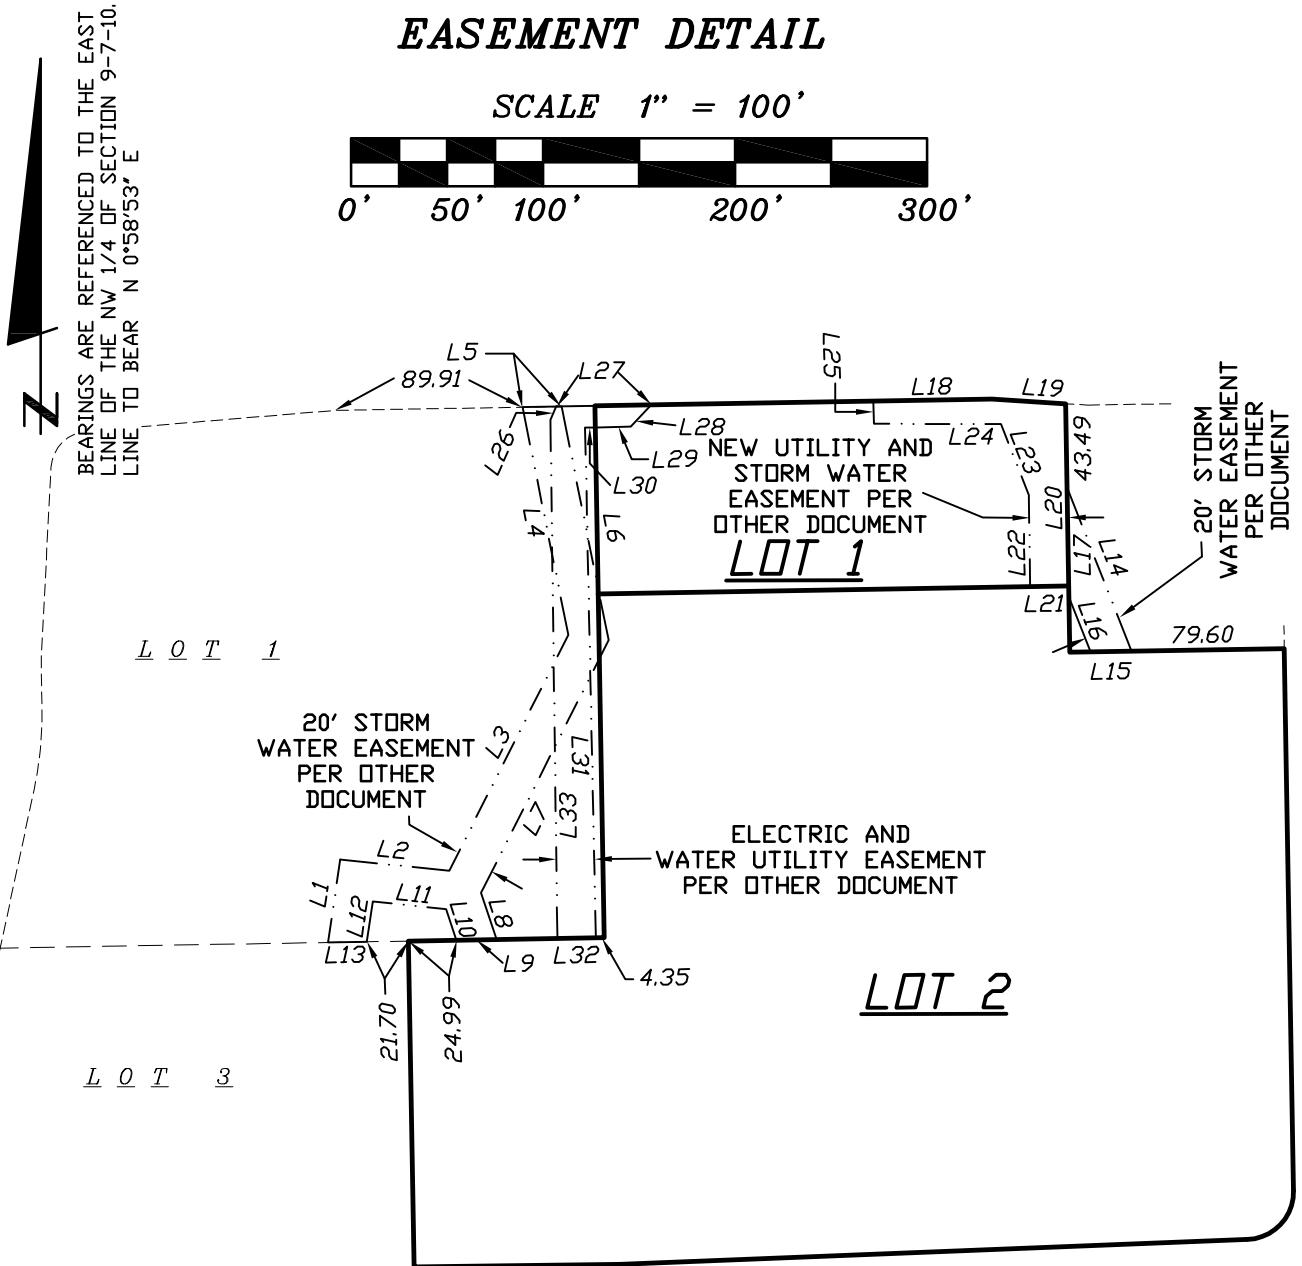 EASEMENT DETAIL
SCALE 1" = 100'
0' 50' 100' 200' 300'
BEARINGS ARE REFERENCED TO THE EAST
LINE OF THE NW 1/4 OF SECTION 9-7-10.
LINE TO BEAR N 0°58'53" E
N
L5
89.91
L27
L25
L18
L19
L26
L28
L29
L30
L24
L23
43.49
L20
L4
L6
NEW UTILITY AND
STORM WATER
EASEMENT PER
OTHER DOCUMENT
LOT 1
L22
L17
L14
20' STORM
WATER EASEMENT
PER OTHER
DOCUMENT
L21
L16
79.60
L15
LOT 1
20' STORM
WATER EASEMENT
PER OTHER
DOCUMENT
L3
L31
L7
L33
ELECTRIC AND
WATER UTILITY EASEMENT
PER OTHER DOCUMENT
L2
L1
L11
L12
L10
L8
L13
L9
L32
4.35
21.70
24.99
LOT 2
LOT 3